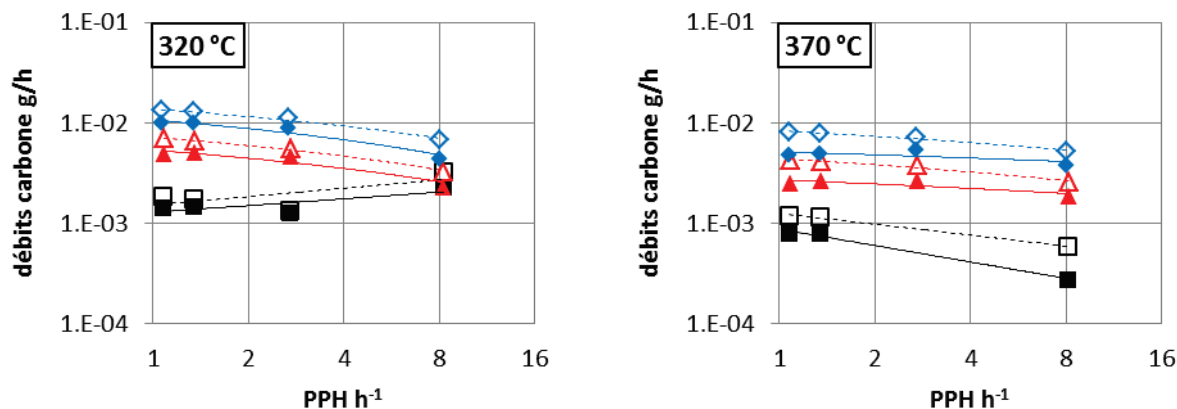 320 °C
débits carbone g/h
1.E-01
1.E-02
1.E-03
1.E-04
1 2 4 8 16
PPH h-1
370 °C
débits carbone g/h
1.E-01
1.E-02
1.E-03
1.E-04
1 2 4 8 16
PPH h-1